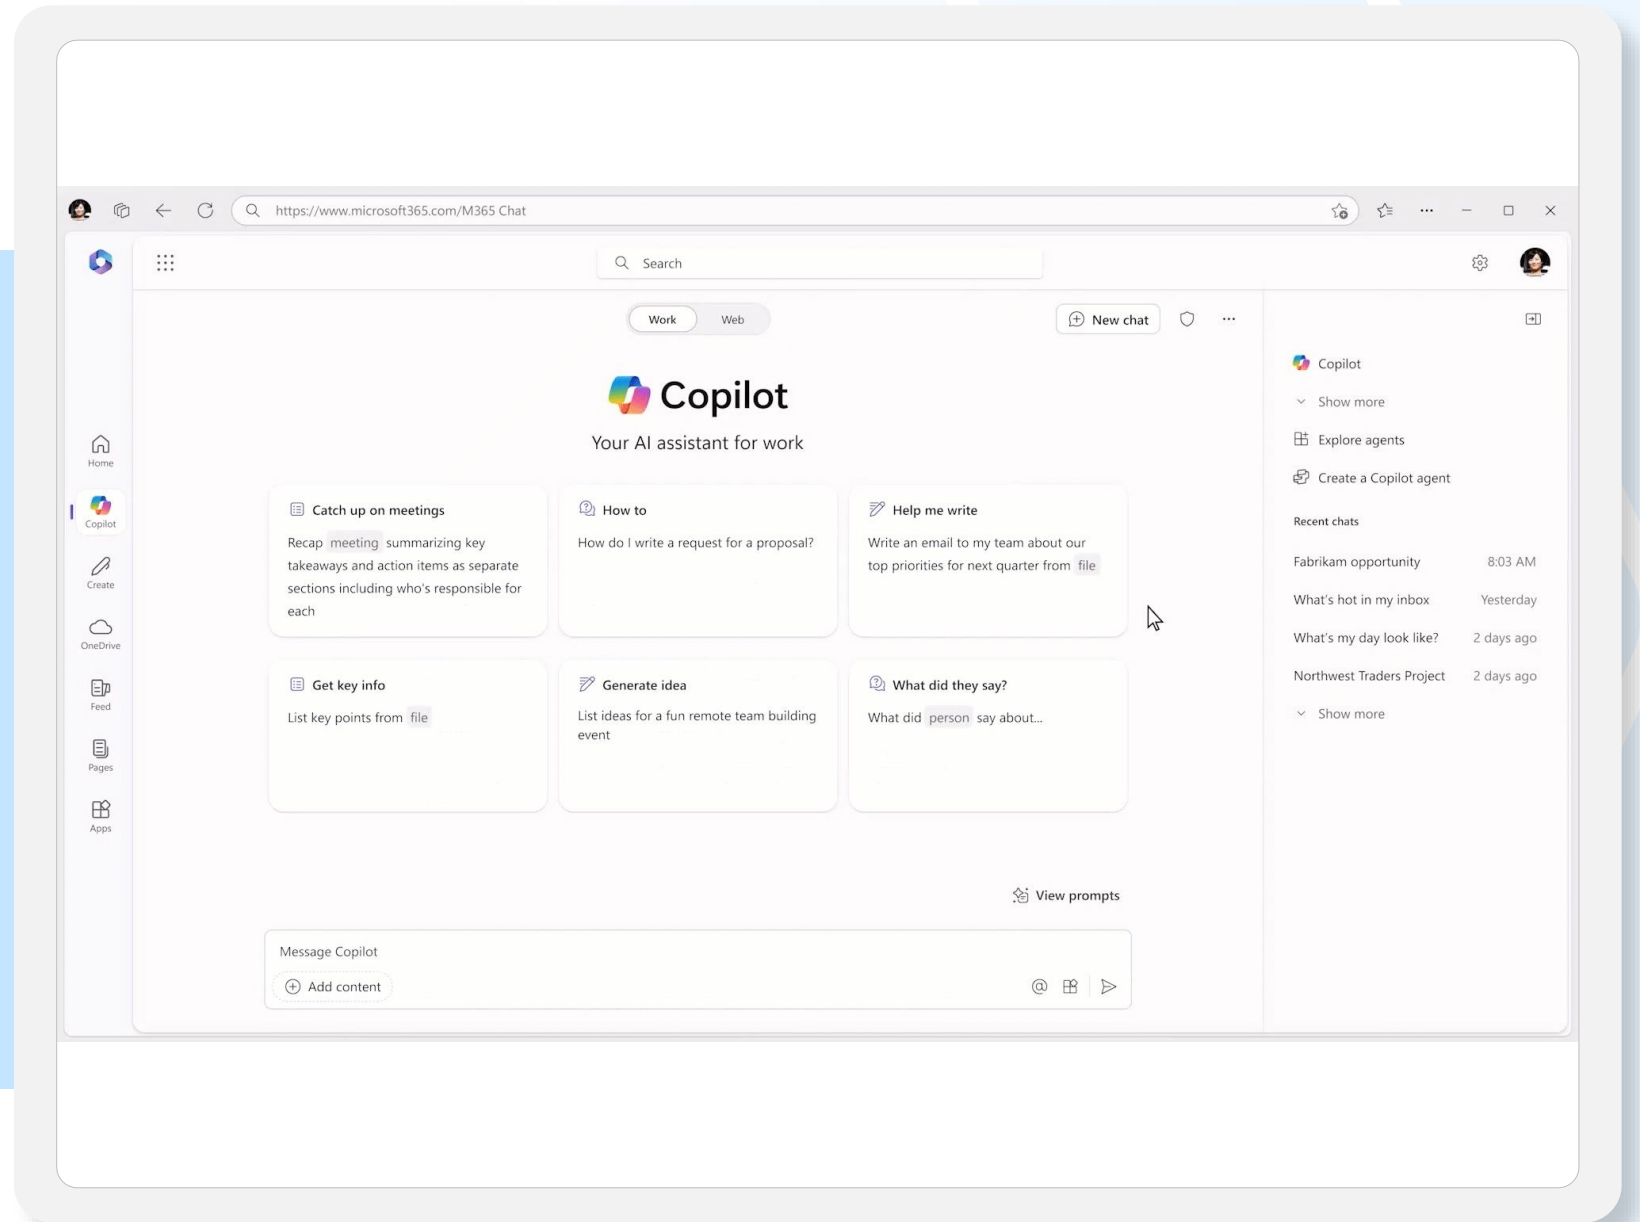 https://www.microsoft365.com/M365 Chat
Search
Work
Web
New chat
Copilot
Your AI assistant for work
Home
Copilot
Create
OneDrive
Feed
Pages
Apps
Catch up on meetings
Recap meeting summarizing key
takeaways and action items as separate
sections including who's responsible for
each
How to
How do I write a request for a proposal?
Help me write
Write an email to my team about our
top priorities for next quarter from file
Get key info
List key points from file
Generate idea
List ideas for a fun remote team building
event
What did they say?
What did person say about...
View prompts
Message Copilot
Add content
Copilot
Show more
Explore agents
Create a Copilot agent
Recent chats
Fabrikam opportunity 8:03 AM
What's hot in my inbox Yesterday
What's my day look like? 2 days ago
Northwest Traders Project 2 days ago
Show more